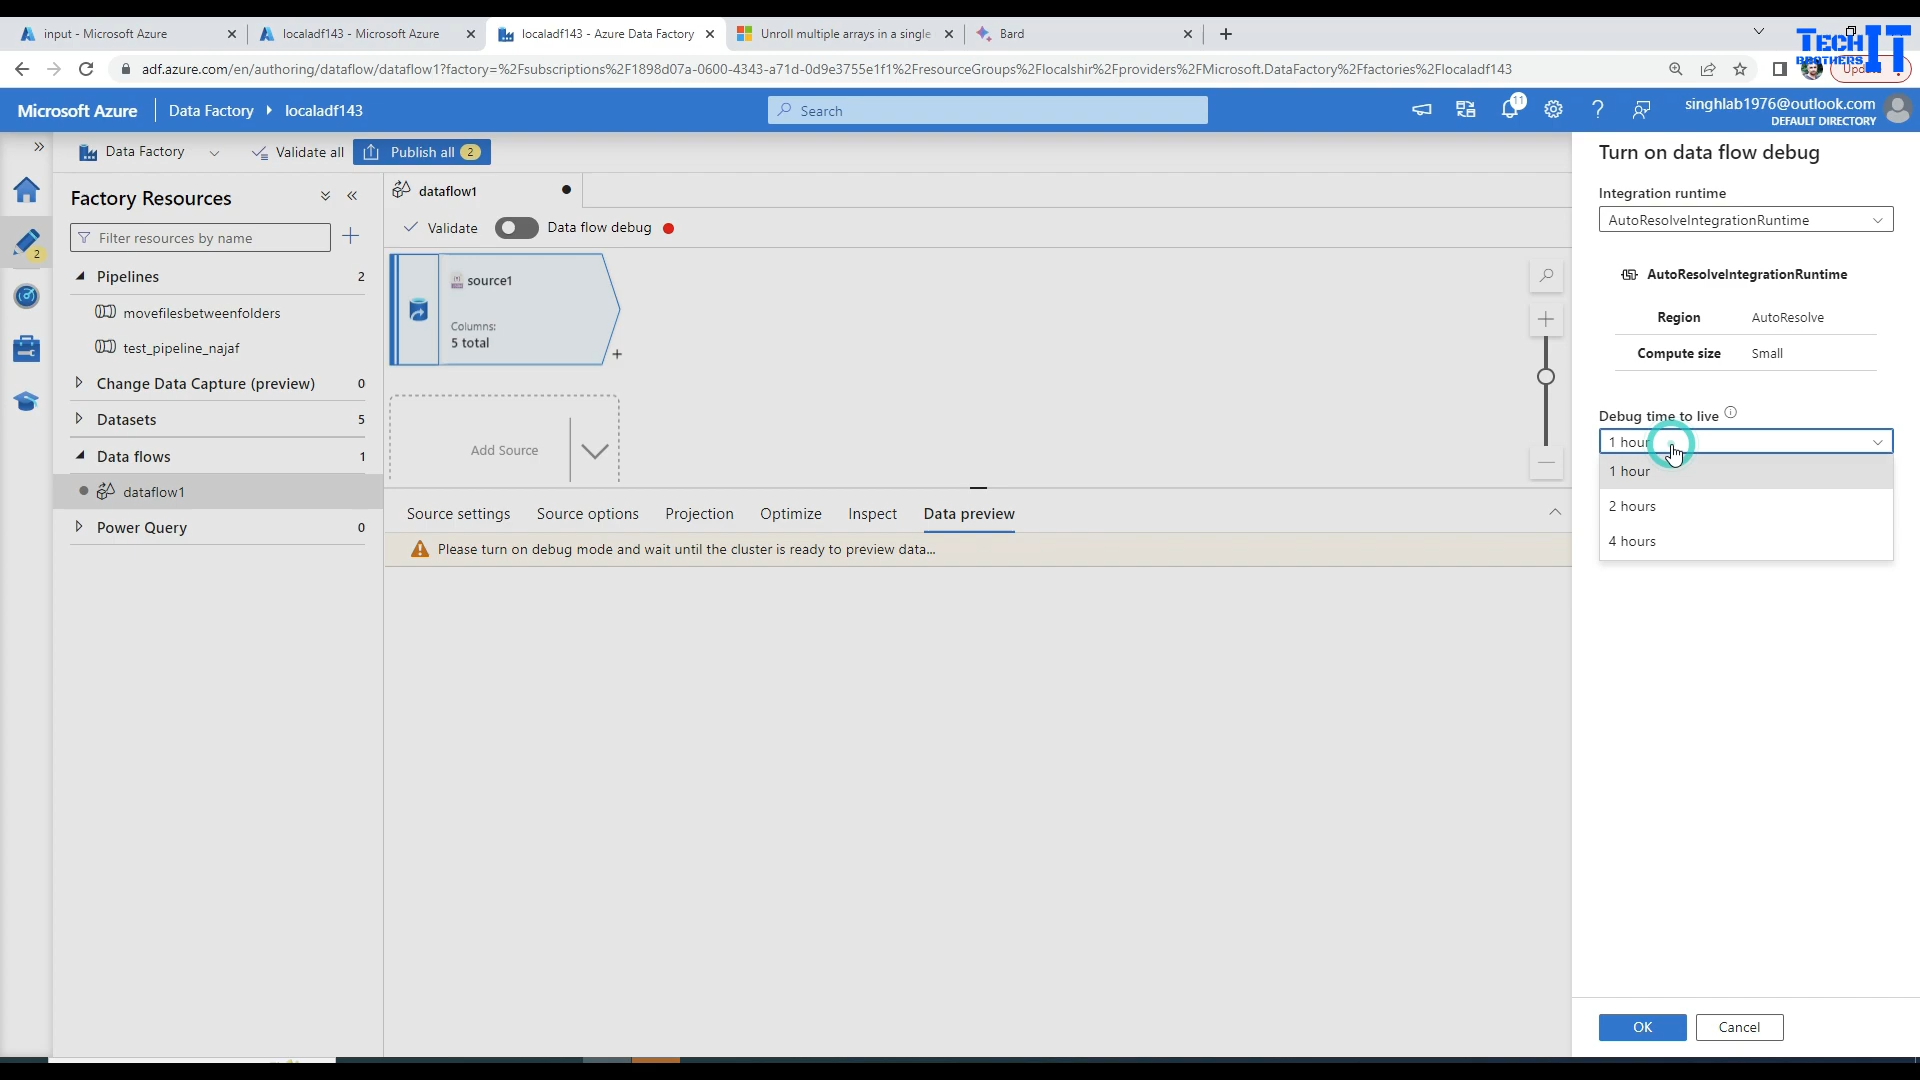 input - Microsoft Azure
localadf143 - Microsoft Azure
localadf143 - Azure Data Factory
Unroll multiple arrays in a single
Bard
TECH IT
BROTHERS
adf.azure.com/en/authoring/dataflow/dataflow1?factory=%2Fsubscriptions%2F1898d07a-0600-4343-a71d-0d9e3755e1f1%2FresourceGroups%2Flocalshir%2Fproviders%2FMicrosoft.DataFactory%2Ffactories%2Flocaladf143
Microsoft Azure
Data Factory
localadf143
Search
11
singhlab1976@outlook.com
DEFAULT DIRECTORY
Data Factory
Validate all
Publish all 2
Turn on data flow debug
2
Factory Resources
Filter resources by name
Pipelines 2
movefilesbetweenfolders
test_pipeline_najaf
Change Data Capture (preview) 0
Datasets 5
Data flows 1
dataflow1
Power Query 0
dataflow1
Validate
Data flow debug
source1
Columns:
5 total
Add Source
Source settings
Source options
Projection
Optimize
Inspect
Data preview
Please turn on debug mode and wait until the cluster is ready to preview data...
Integration runtime
AutoResolveIntegrationRuntime
AutoResolveIntegrationRuntime
Region AutoResolve
Compute size Small
Debug time to live
1 hour
1 hour
2 hours
4 hours
OK
Cancel